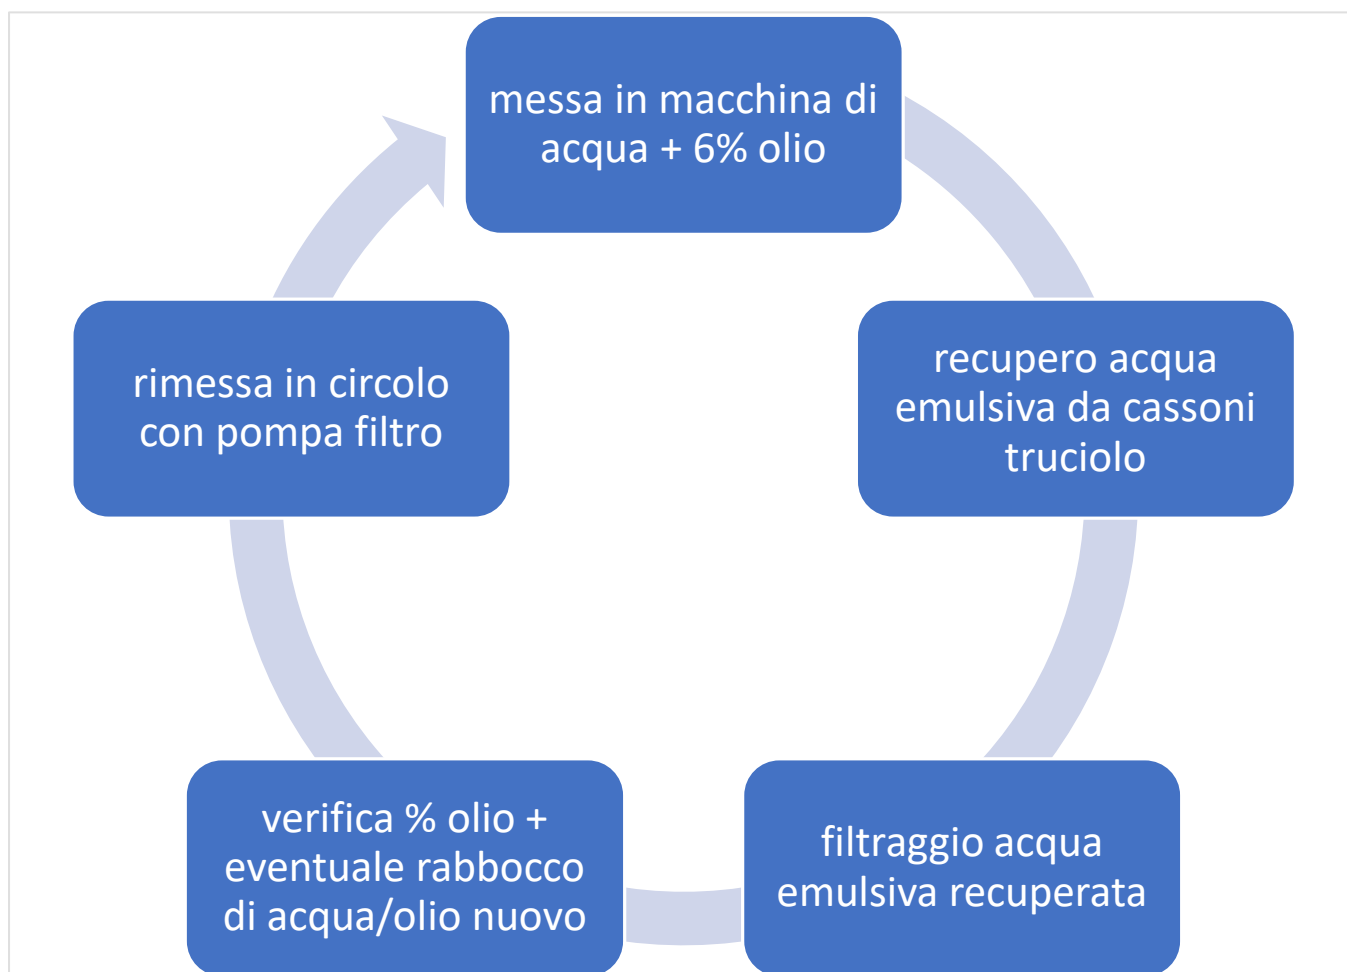 messa in macchina di
acqua + 6% olio
recupero acqua
emulsiva da cassoni
truciolo
filtraggio acqua
emulsiva recuperata
verifica % olio +
eventuale rabbocco
di acqua/olio nuovo
rimessa in circolo
con pompa filtro